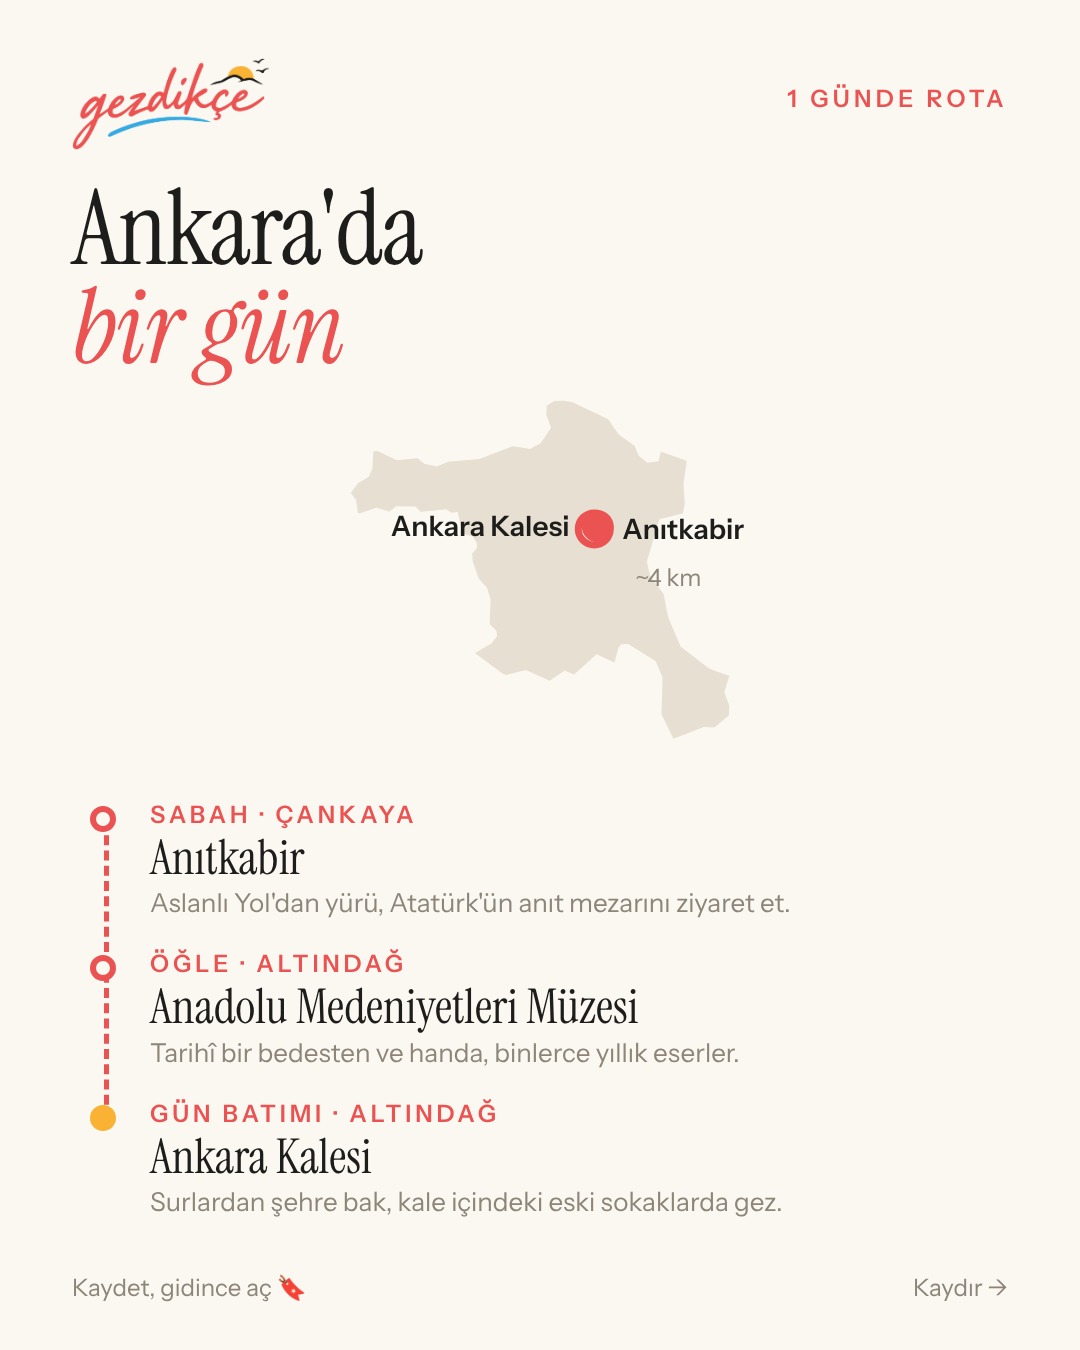 gezdikçe
1 GÜNDE ROTA
Ankara'da
bir gün
Ankara Kalesi
Anıtkabir
~4 km
SABAH · ÇANKAYA
Anıtkabir
Aslanlı Yol'dan yürü, Atatürk'ün anıt mezarını ziyaret et.
ÖĞLE · ALTINDAĞ
Anadolu Medeniyetleri Müzesi
Tarihî bir bedesten ve handa, binlerce yıllık eserler.
GÜN BATIMI · ALTINDAĞ
Ankara Kalesi
Surlardan şehre bak, kale içindeki eski sokaklarda gez.
Kaydet, gidince aç 🔖
Kaydır →